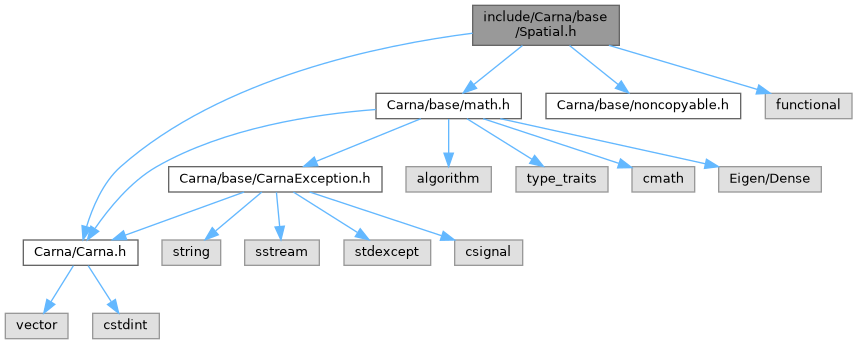 include/Carna/base
/Spatial.h
Carna/base/math.h
Carna/base/noncopyable.h
functional
Carna/base/CarnaException.h
algorithm
type_traits
cmath
Eigen/Dense
Carna/Carna.h
string
sstream
stdexcept
csignal
vector
cstdint